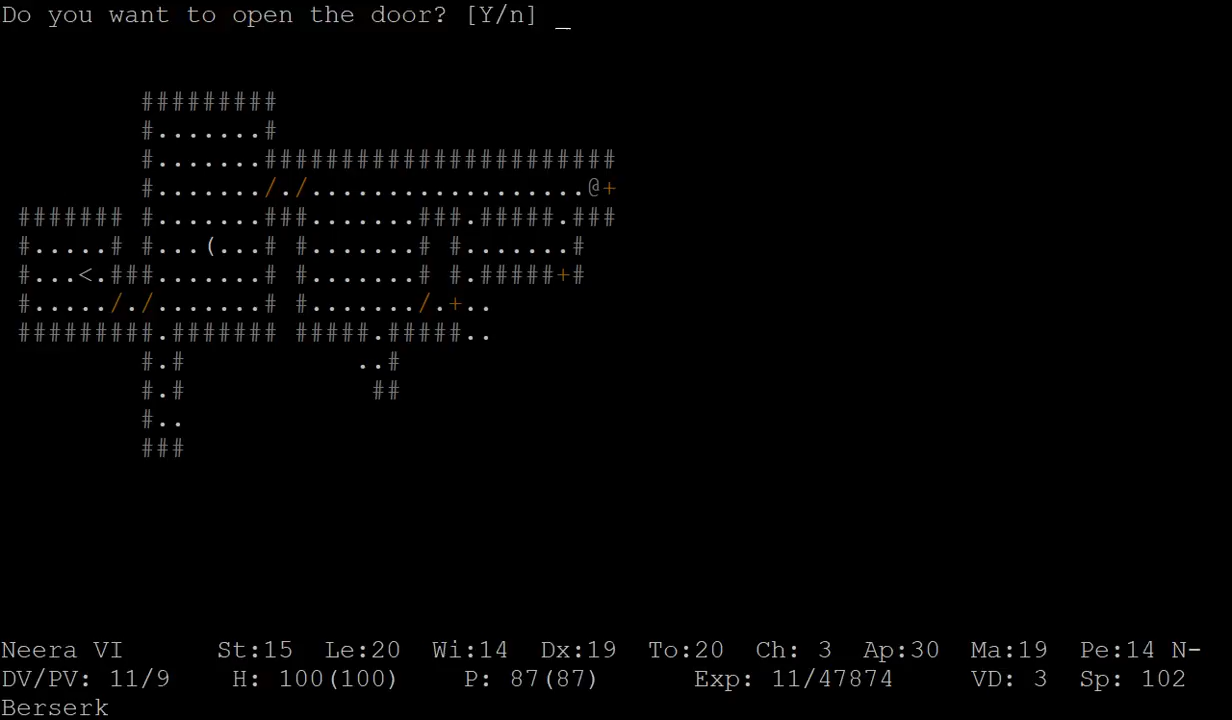 Do you want to open the door? [Y/n] _
#########
#.......#
#.......#######################
#......././..................@+
####### #.......###.......###.#####.###
#.....# #...(...# #.......# #.......#
#...<.###.......# #.......# #.#####+#
#...../././.......# #......./.+..
#########.####### #####.#####..
#.# ..#
#.# ##
#..
###
Neera VI St:15 Le:20 Wi:14 Dx:19 To:20 Ch: 3 Ap:30 Ma:19 Pe:14 N-
DV/PV: 11/9 H: 100(100) P: 87(87) Exp: 11/47874 VD: 3 Sp: 102
Berserk